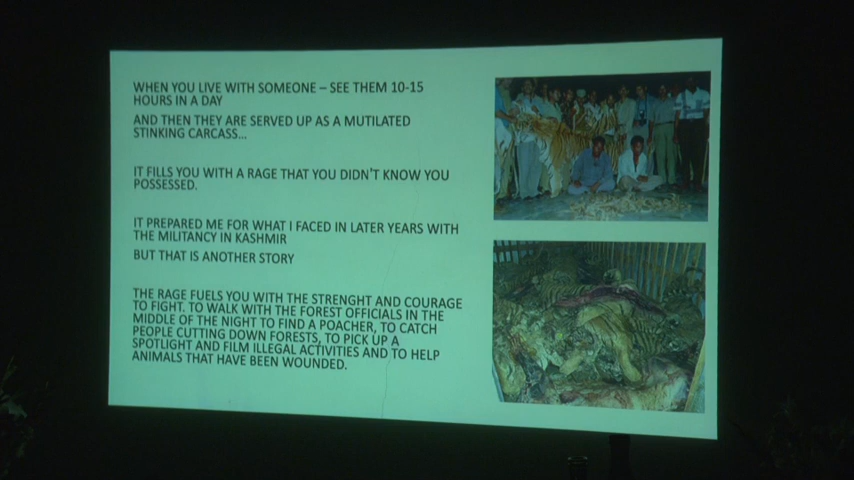 WHEN YOU LIVE WITH SOMEONE – SEE THEM 10-15
HOURS IN A DAY
AND THEN THEY ARE SERVED UP AS A MUTILATED
STINKING CARCASS...
IT FILLS YOU WITH A RAGE THAT YOU DIDN'T KNOW YOU
POSSESSED.
IT PREPARED ME FOR WHAT I FACED IN LATER YEARS WITH
THE MILITANCY IN KASHMIR
BUT THAT IS ANOTHER STORY
THE RAGE FUELS YOU WITH THE STRENGHT AND COURAGE
TO FIGHT. TO WALK WITH THE FOREST OFFICIALS IN THE
MIDDLE OF THE NIGHT TO FIND A POACHER, TO CATCH
PEOPLE CUTTING DOWN FORESTS, TO PICK UP A
SPOTLIGHT AND FILM ILLEGAL ACTIVITIES AND TO HELP
ANIMALS THAT HAVE BEEN WOUNDED.